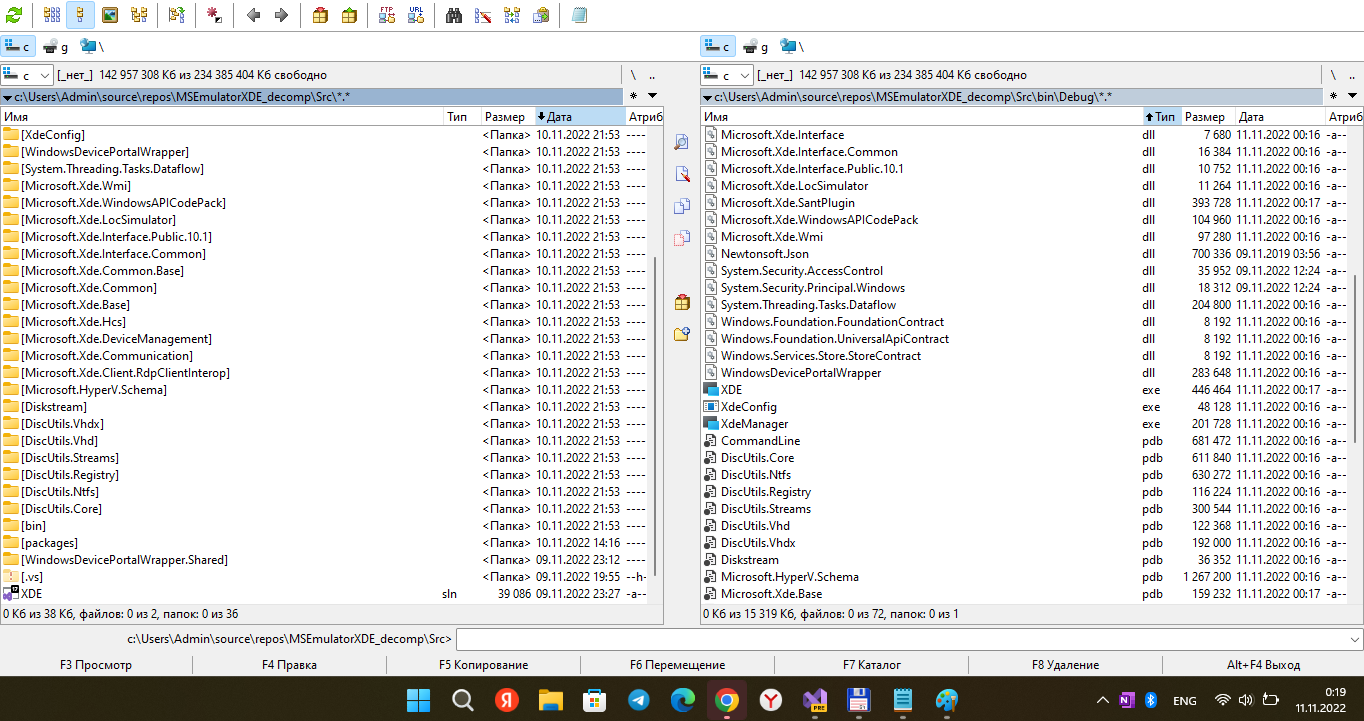 FTP URL
c g \ c g \
c [_нет_] 142 957 308 Кб из 234 385 404 Кб свободно \ ..
c [_нет_] 142 957 308 Кб из 234 385 404 Кб свободно \ ..
c:\Users\Admin\source\repos\MSEmulatorXDE_decomp\Src\*.* *
c:\Users\Admin\source\repos\MSEmulatorXDE_decomp\Src\bin\Debug\*.* *
Имя Тип Размер Дата Атриб
[XdeConfig] <Папка> 10.11.2022 21:53 ----
[WindowsDevicePortalWrapper] <Папка> 10.11.2022 21:53 ----
[System.Threading.Tasks.Dataflow] <Папка> 10.11.2022 21:53 ----
[Microsoft.Xde.Wmi] <Папка> 10.11.2022 21:53 ----
[Microsoft.Xde.WindowsAPICodePack] <Папка> 10.11.2022 21:53 ----
[Microsoft.Xde.LocSimulator] <Папка> 10.11.2022 21:53 ----
[Microsoft.Xde.Interface.Public.10.1] <Папка> 10.11.2022 21:53 ----
[Microsoft.Xde.Interface.Common] <Папка> 10.11.2022 21:53 ----
[Microsoft.Xde.Common.Base] <Папка> 10.11.2022 21:53 ----
[Microsoft.Xde.Common] <Папка> 10.11.2022 21:53 ----
[Microsoft.Xde.Base] <Папка> 10.11.2022 21:53 ----
[Microsoft.Xde.Hcs] <Папка> 10.11.2022 21:53 ----
[Microsoft.Xde.DeviceManagement] <Папка> 10.11.2022 21:53 ----
[Microsoft.Xde.Communication] <Папка> 10.11.2022 21:53 ----
[Microsoft.Xde.Client.RdpClientInterop] <Папка> 10.11.2022 21:53 ----
[Microsoft.HyperV.Schema] <Папка> 10.11.2022 21:53 ----
[Diskstream] <Папка> 10.11.2022 21:53 ----
[DiscUtils.Vhdx] <Папка> 10.11.2022 21:53 ----
[DiscUtils.Vhd] <Папка> 10.11.2022 21:53 ----
[DiscUtils.Streams] <Папка> 10.11.2022 21:53 ----
[DiscUtils.Registry] <Папка> 10.11.2022 21:53 ----
[DiscUtils.Ntfs] <Папка> 10.11.2022 21:53 ----
[DiscUtils.Core] <Папка> 10.11.2022 21:53 ----
[bin] <Папка> 10.11.2022 21:53 ----
[packages] <Папка> 10.11.2022 14:16 ----
[WindowsDevicePortalWrapper.Shared] <Папка> 09.11.2022 23:12 ----
[.vs] <Папка> 09.11.2022 19:55 --h-
XDE sln 39 086 09.11.2022 23:27 -a--
0 Кб из 38 Кб, файлов: 0 из 2, папок: 0 из 36
Имя Тип Размер Дата Атриб
Microsoft.Xde.Interface dll 7 680 11.11.2022 00:16 -a--
Microsoft.Xde.Interface.Common dll 16 384 11.11.2022 00:16 -a--
Microsoft.Xde.Interface.Public.10.1 dll 10 752 11.11.2022 00:16 -a--
Microsoft.Xde.LocSimulator dll 11 264 11.11.2022 00:16 -a--
Microsoft.Xde.SantPlugin dll 393 728 11.11.2022 00:17 -a--
Microsoft.Xde.WindowsAPICodePack dll 104 960 11.11.2022 00:16 -a--
Microsoft.Xde.Wmi dll 97 280 11.11.2022 00:16 -a--
Newtonsoft.Json dll 700 336 09.11.2019 03:56 -a--
System.Security.AccessControl dll 35 952 09.11.2022 12:24 -a--
System.Security.Principal.Windows dll 18 312 09.11.2022 12:24 -a--
System.Threading.Tasks.Dataflow dll 204 800 11.11.2022 00:16 -a--
Windows.Foundation.FoundationContract dll 8 192 11.11.2022 00:16 -a--
Windows.Foundation.UniversalApiContract dll 8 192 11.11.2022 00:16 -a--
Windows.Services.Store.StoreContract dll 8 192 11.11.2022 00:16 -a--
WindowsDevicePortalWrapper dll 283 648 11.11.2022 00:16 -a--
XDE exe 446 464 11.11.2022 00:17 -a--
XdeConfig exe 48 128 11.11.2022 00:16 -a--
XdeManager exe 201 728 11.11.2022 00:16 -a--
CommandLine pdb 681 472 11.11.2022 00:16 -a--
DiscUtils.Core pdb 611 840 11.11.2022 00:16 -a--
DiscUtils.Ntfs pdb 630 272 11.11.2022 00:16 -a--
DiscUtils.Registry pdb 116 224 11.11.2022 00:16 -a--
DiscUtils.Streams pdb 300 544 11.11.2022 00:16 -a--
DiscUtils.Vhd pdb 122 368 11.11.2022 00:16 -a--
DiscUtils.Vhdx pdb 192 000 11.11.2022 00:16 -a--
Diskstream pdb 36 352 11.11.2022 00:16 -a--
Microsoft.HyperV.Schema pdb 1 267 200 11.11.2022 00:16 -a--
Microsoft.Xde.Base pdb 159 232 11.11.2022 00:17 -a--
0 Кб из 15 319 Кб, файлов: 0 из 72, папок: 0 из 1
c:\Users\Admin\source\repos\MSEmulatorXDE_decomp\Src>
F3 Просмотр F4 Правка F5 Копирование F6 Перемещение F7 Каталог F8 Удаление Alt+F4 Выход
Я Y PRE N ENG 0:19
11.11.2022